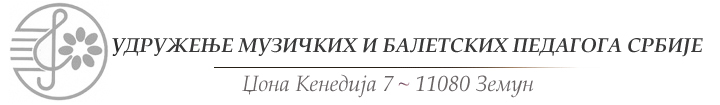 УДРУЖЕЊЕ МУЗИЧКИХ И БАЛЕТСКИХ ПЕДАГОГА СРБИЈЕ
Џона Кенедија 7 ~ 11080 Земун